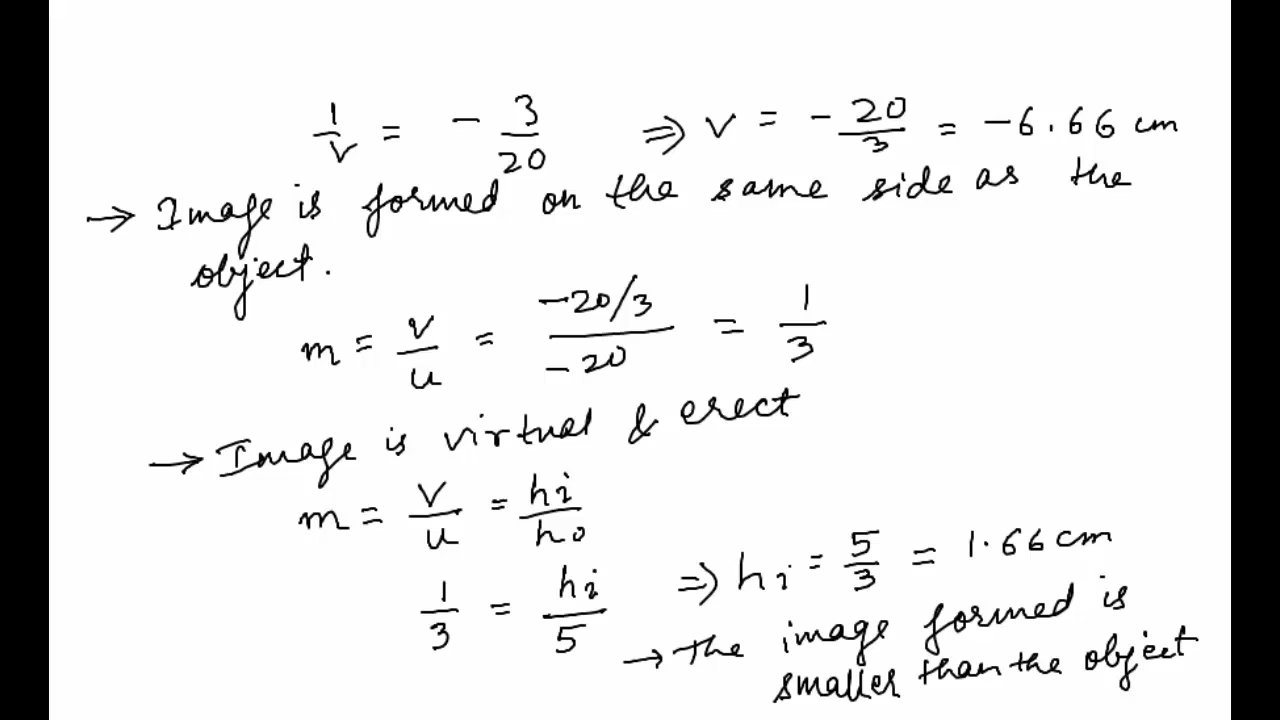 1/v = - 3/20 ⇒ v = - 20/3 = -6.66 cm
→ Image is formed on the same side as the
object.
m = v/u = -20/3 / -20 = 1/3
→ Image is virtual & erect
m = v/u = hi/ho
1/3 = hi/5 ⇒ hi = 5/3 = 1.66 cm
→ The image formed is
smaller than the object